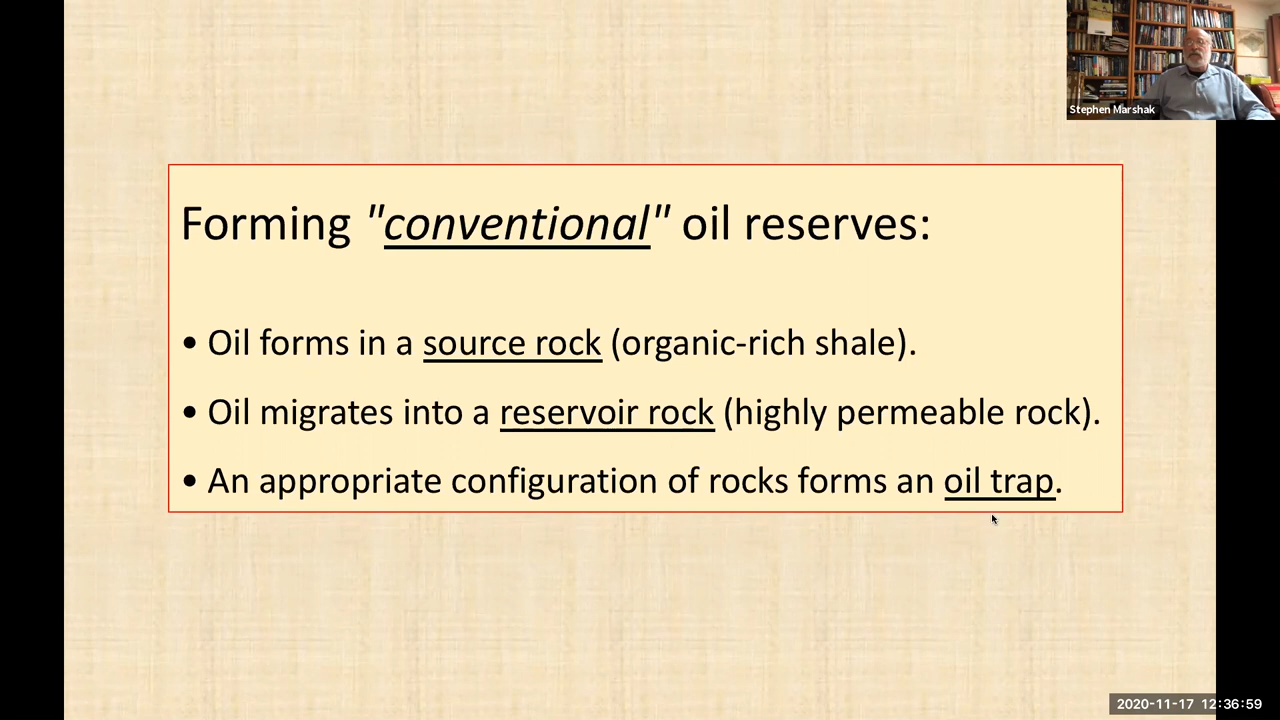 Stephen Marshak
Forming "conventional" oil reserves:
• Oil forms in a source rock (organic-rich shale).
• Oil migrates into a reservoir rock (highly permeable rock).
• An appropriate configuration of rocks forms an oil trap.
2020-11-17 12:36:59